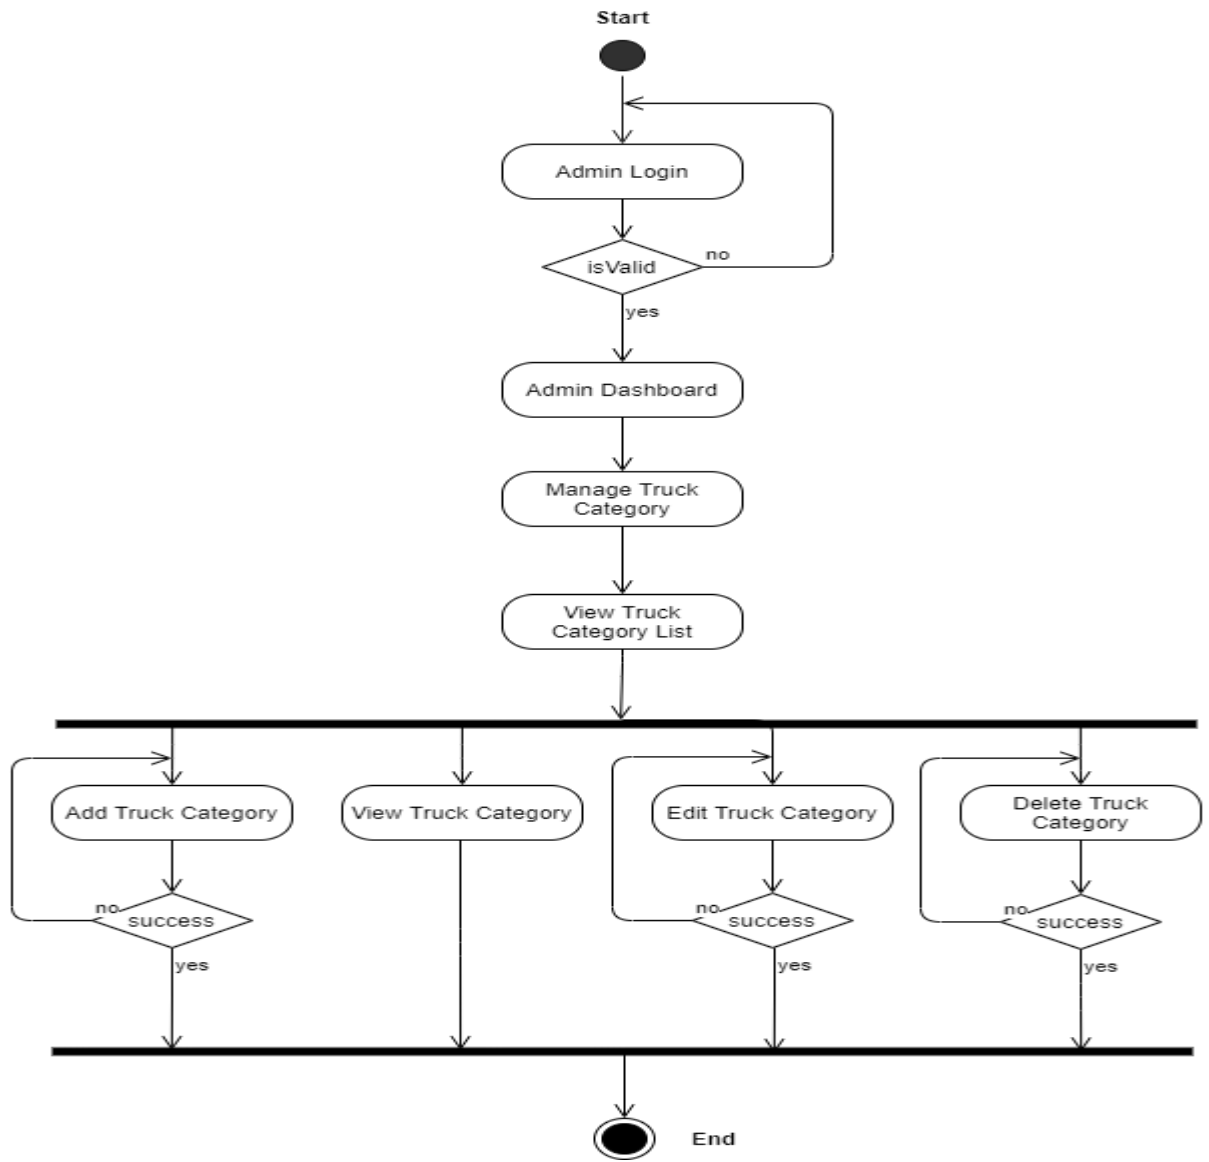 Start
Admin Login
isValid
no
yes
Admin Dashboard
Manage Truck
Category
View Truck
Category List
Add Truck Category
View Truck Category
Edit Truck Category
Delete Truck
Category
no
success
no
success
no
success
yes
yes
yes
End